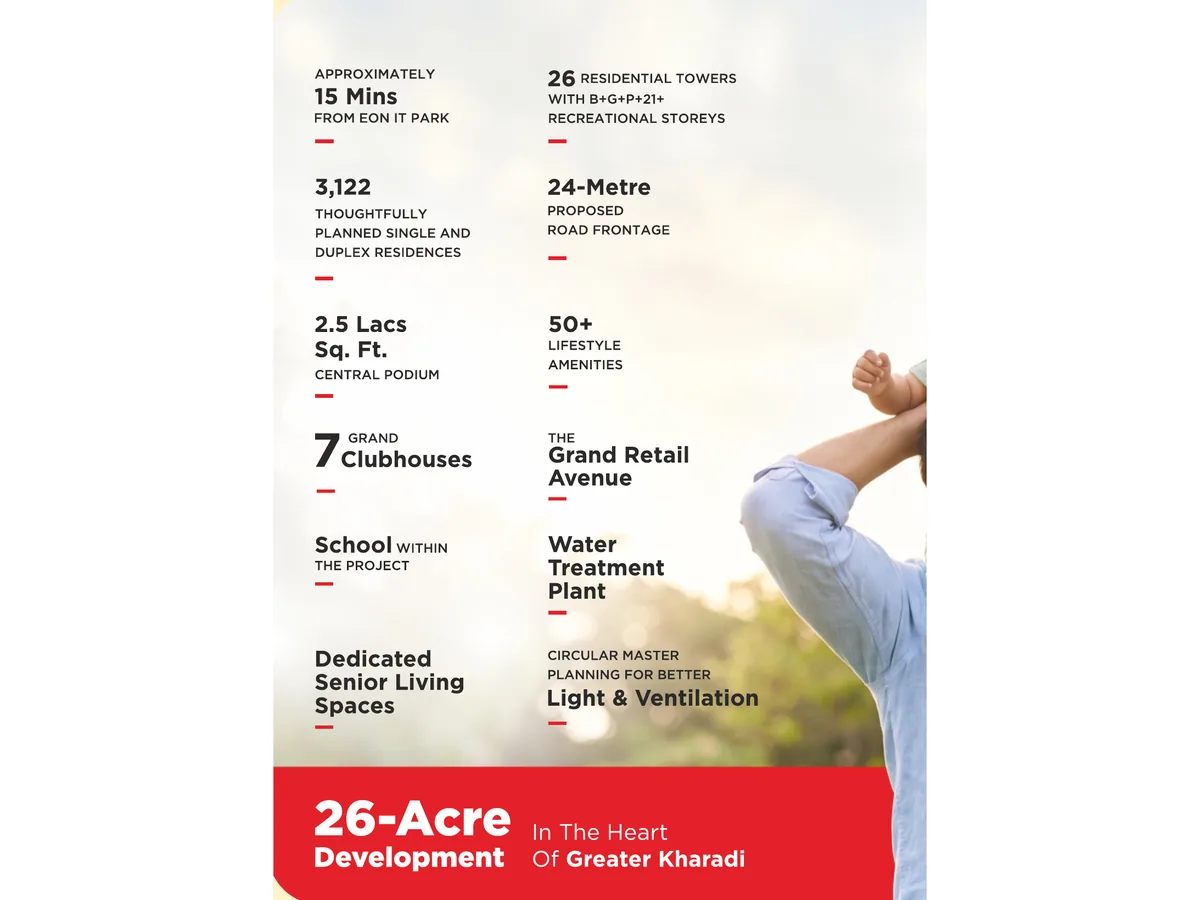 APPROXIMATELY
15 Mins
FROM EON IT PARK
26 RESIDENTIAL TOWERS
WITH B+G+P+21+
RECREATIONAL STOREYS
3,122
THOUGHTFULLY
PLANNED SINGLE AND
DUPLEX RESIDENCES
24-Metre
PROPOSED
ROAD FRONTAGE
2.5 Lacs
Sq. Ft.
CENTRAL PODIUM
50+
LIFESTYLE
AMENITIES
7 GRAND
Clubhouses
THE
Grand Retail
Avenue
School WITHIN
THE PROJECT
Water
Treatment
Plant
Dedicated
Senior Living
Spaces
CIRCULAR MASTER
PLANNING FOR BETTER
Light & Ventilation
26-Acre
Development
In The Heart
Of Greater Kharadi